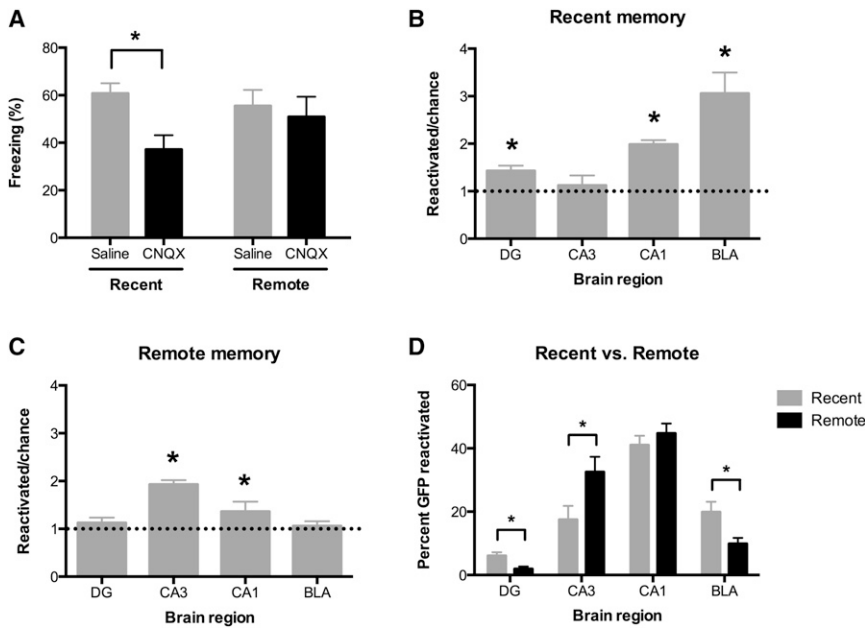 A
*
80
60
40
20
0
Freezing (%)
Saline CNQX Saline CNQX
Recent Remote
B
Recent memory
4
3
2
1
0
Reactivated/chance
* * *
DG CA3 CA1 BLA
Brain region
C
Remote memory
4
3
2
1
0
Reactivated/chance
* *
DG CA3 CA1 BLA
Brain region
D
Recent vs. Remote
60
40
20
0
Percent GFP reactivated
* * *
DG CA3 CA1 BLA
Brain region
Recent
Remote